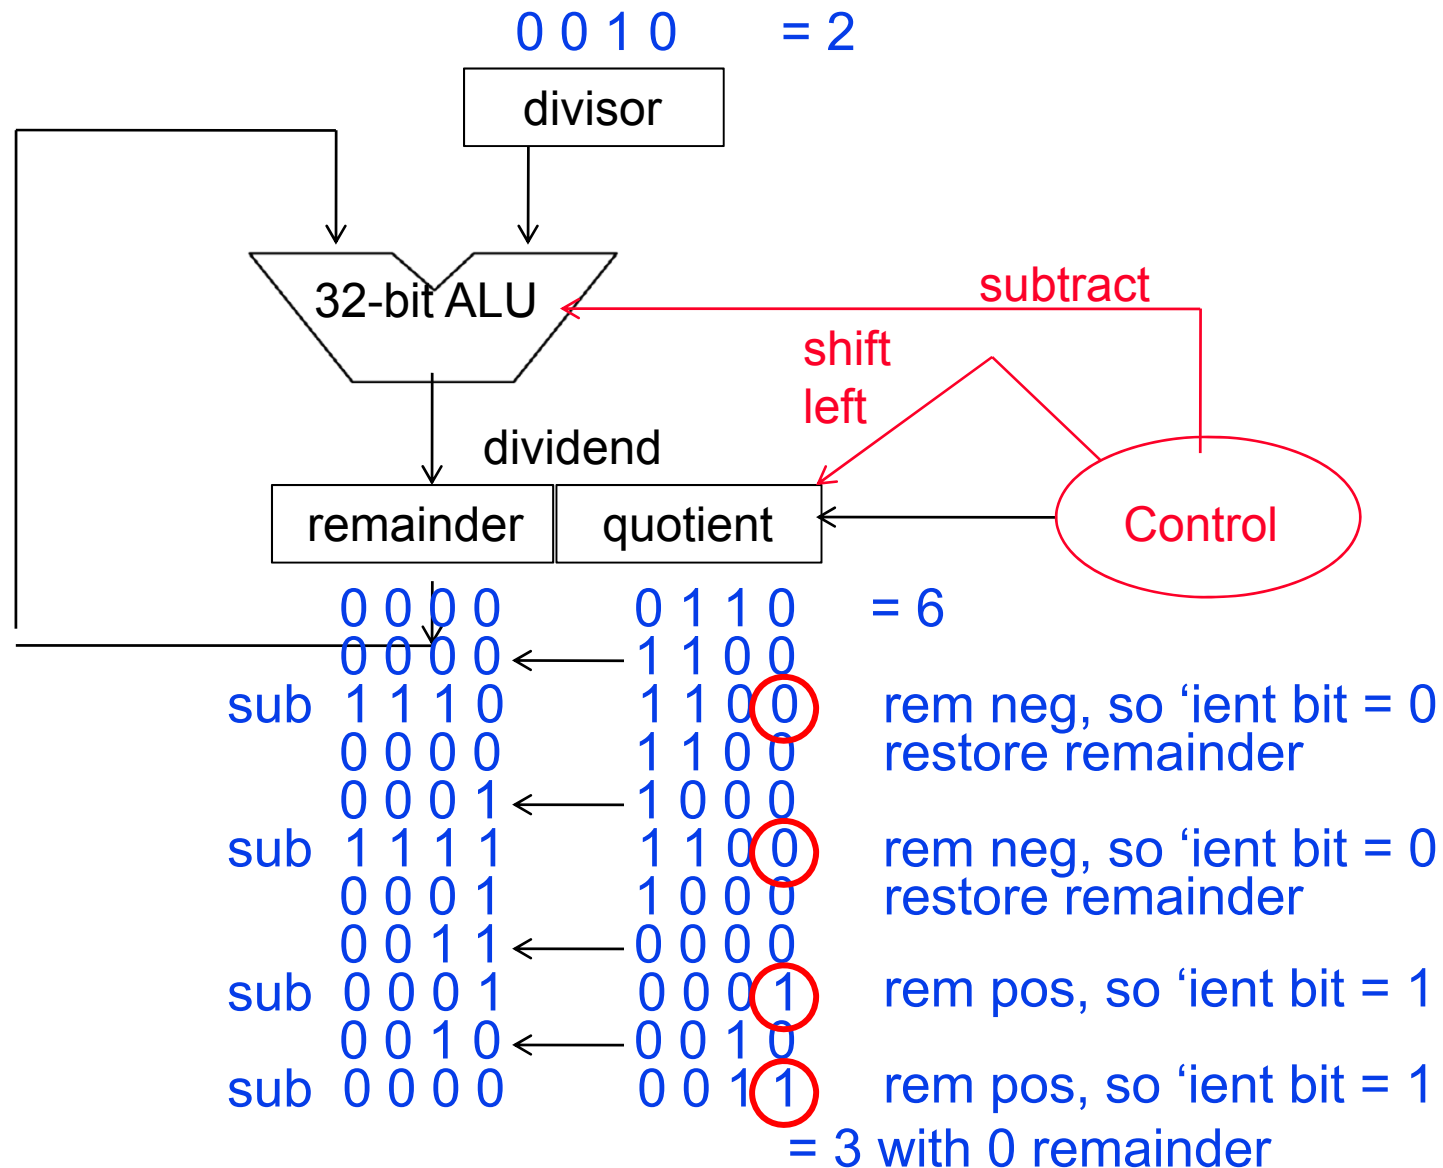 0 0 1 0 = 2
divisor
32-bit ALU
subtract
shift
left
dividend
remainder quotient
Control
0 0 0 0 0 1 1 0 = 6
0 0 0 0 1 1 0 0
sub 1 1 1 0 1 1 0 0 rem neg, so ‘ient bit = 0
0 0 0 0 1 1 0 0 restore remainder
0 0 0 1 1 0 0 0
sub 1 1 1 1 1 1 0 0 rem neg, so ‘ient bit = 0
0 0 0 1 1 0 0 0 restore remainder
0 0 1 1 0 0 0 0
sub 0 0 0 1 0 0 0 1 rem pos, so ‘ient bit = 1
0 0 1 0 0 0 1 0
sub 0 0 0 0 0 0 1 1 rem pos, so ‘ient bit = 1
= 3 with 0 remainder